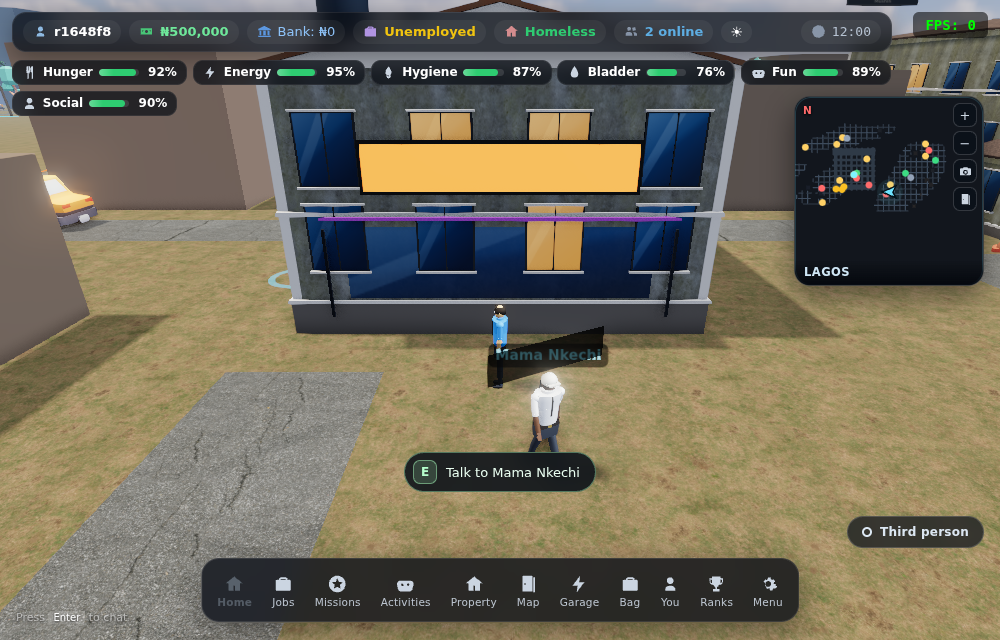 r1648f8
₦500,000
Bank: ₦0
Unemployed
Homeless
2 online
12:00
FPS: 0
Hunger 92%
Energy 95%
Hygiene 87%
Bladder 76%
Fun 89%
Social 90%
N
+
−
LAGOS
Mama Nkechi
E Talk to Mama Nkechi
Third person
Home
Jobs
Missions
Activities
Property
Map
Garage
Bag
You
Ranks
Menu
Press Enter to chat